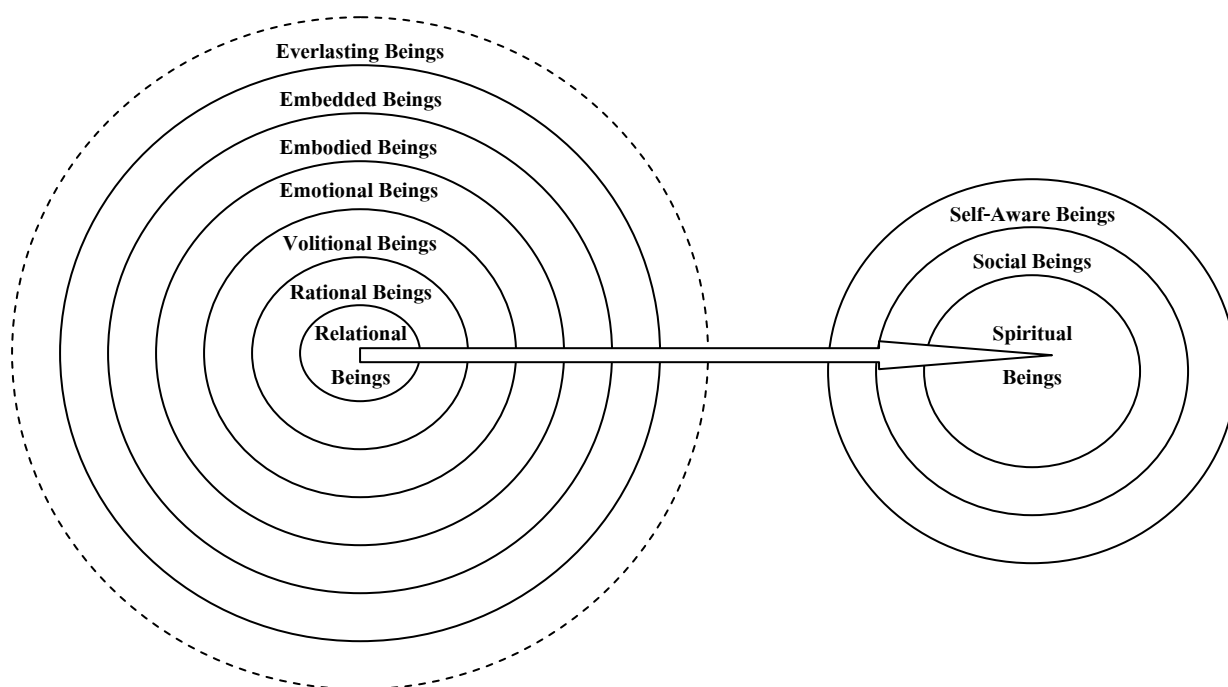 Everlasting Beings
Embedded Beings
Embodied Beings
Emotional Beings
Volitional Beings
Rational Beings
Relational
Beings
Self-Aware Beings
Social Beings
Spiritual
Beings